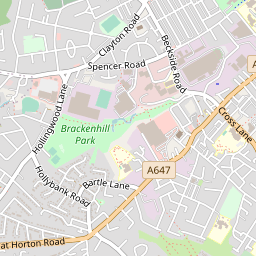 Clayton Road
Beckside Road
Spencer Road
Hollingwood Lane
Cross Lane
Brackenhill
Park
A647
Hollybank Road
Bartle Lane
at Horton Road